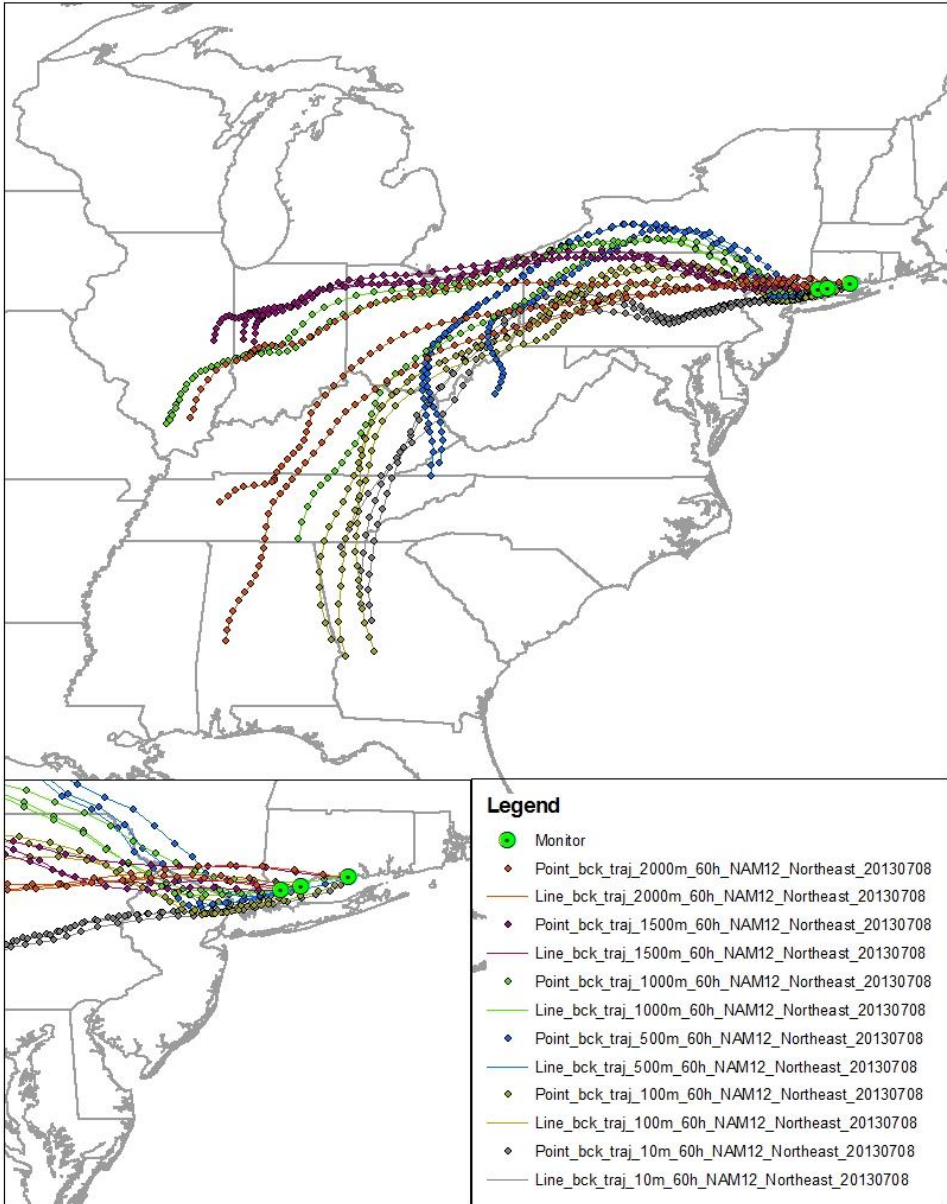 Legend
Monitor
Point_bck_traj_2000m_60h_NAM12_Northeast_20130708
Line_bck_traj_2000m_60h_NAM12_Northeast_20130708
Point_bck_traj_1500m_60h_NAM12_Northeast_20130708
Line_bck_traj_1500m_60h_NAM12_Northeast_20130708
Point_bck_traj_1000m_60h_NAM12_Northeast_20130708
Line_bck_traj_1000m_60h_NAM12_Northeast_20130708
Point_bck_traj_500m_60h_NAM12_Northeast_20130708
Line_bck_traj_500m_60h_NAM12_Northeast_20130708
Point_bck_traj_100m_60h_NAM12_Northeast_20130708
Line_bck_traj_100m_60h_NAM12_Northeast_20130708
Point_bck_traj_10m_60h_NAM12_Northeast_20130708
Line_bck_traj_10m_60h_NAM12_Northeast_20130708